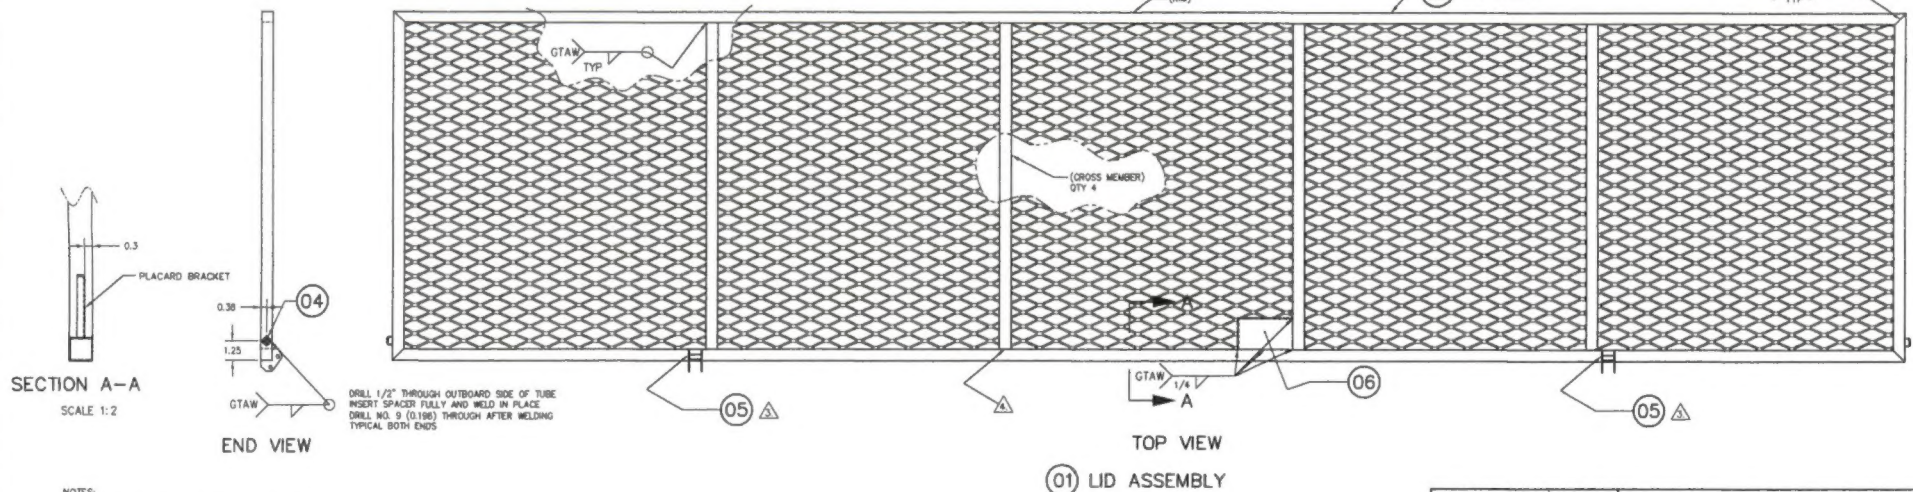 GTAW
TYP
TYP
(CROSS MEMBER)
QTY 4
0.3
PLACARD BRACKET
0.38
04
1.25
A
SECTION A-A
SCALE 1:2
GTAW
DRILL 1/2" THROUGH OUTBOARD SIDE OF TUBE
INSERT SPACER FULLY AND WELD IN PLACE
DRILL NO. 9 (0.196) THROUGH AFTER WELDING
TYPICAL BOTH ENDS
END VIEW
05 3
4
GTAW 1/4
A
06
05 3
TOP VIEW
01 LID ASSEMBLY
NOTES: